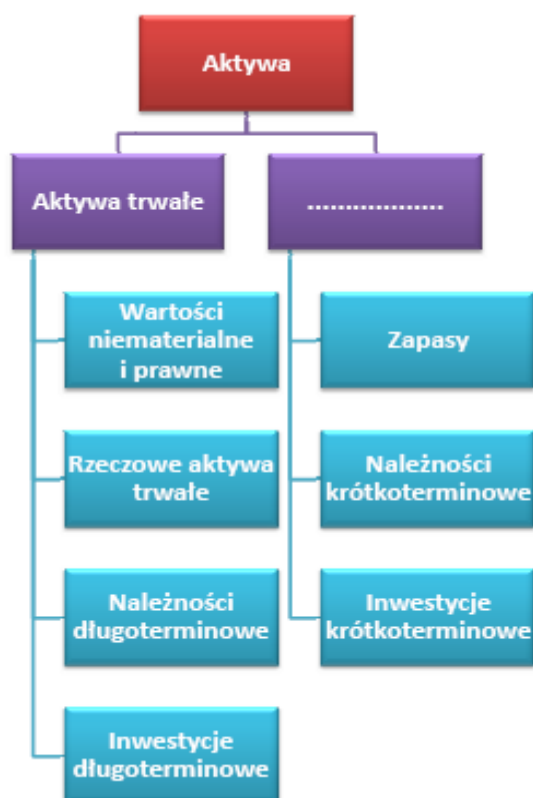 Aktywa
Aktywa trwałe
..................
Wartości
niematerialne
i prawne
Zapasy
Rzeczowe aktywa
trwałe
Należności
krótkoterminowe
Należności
długoterminowe
Inwestycje
krótkoterminowe
Inwestycje
długoterminowe